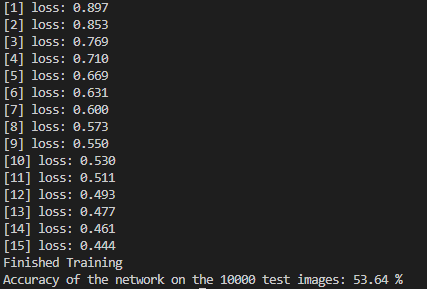 [1] loss: 0.897
[2] loss: 0.853
[3] loss: 0.769
[4] loss: 0.710
[5] loss: 0.669
[6] loss: 0.631
[7] loss: 0.600
[8] loss: 0.573
[9] loss: 0.550
[10] loss: 0.530
[11] loss: 0.511
[12] loss: 0.493
[13] loss: 0.477
[14] loss: 0.461
[15] loss: 0.444
Finished Training
Accuracy of the network on the 10000 test images: 53.64 %